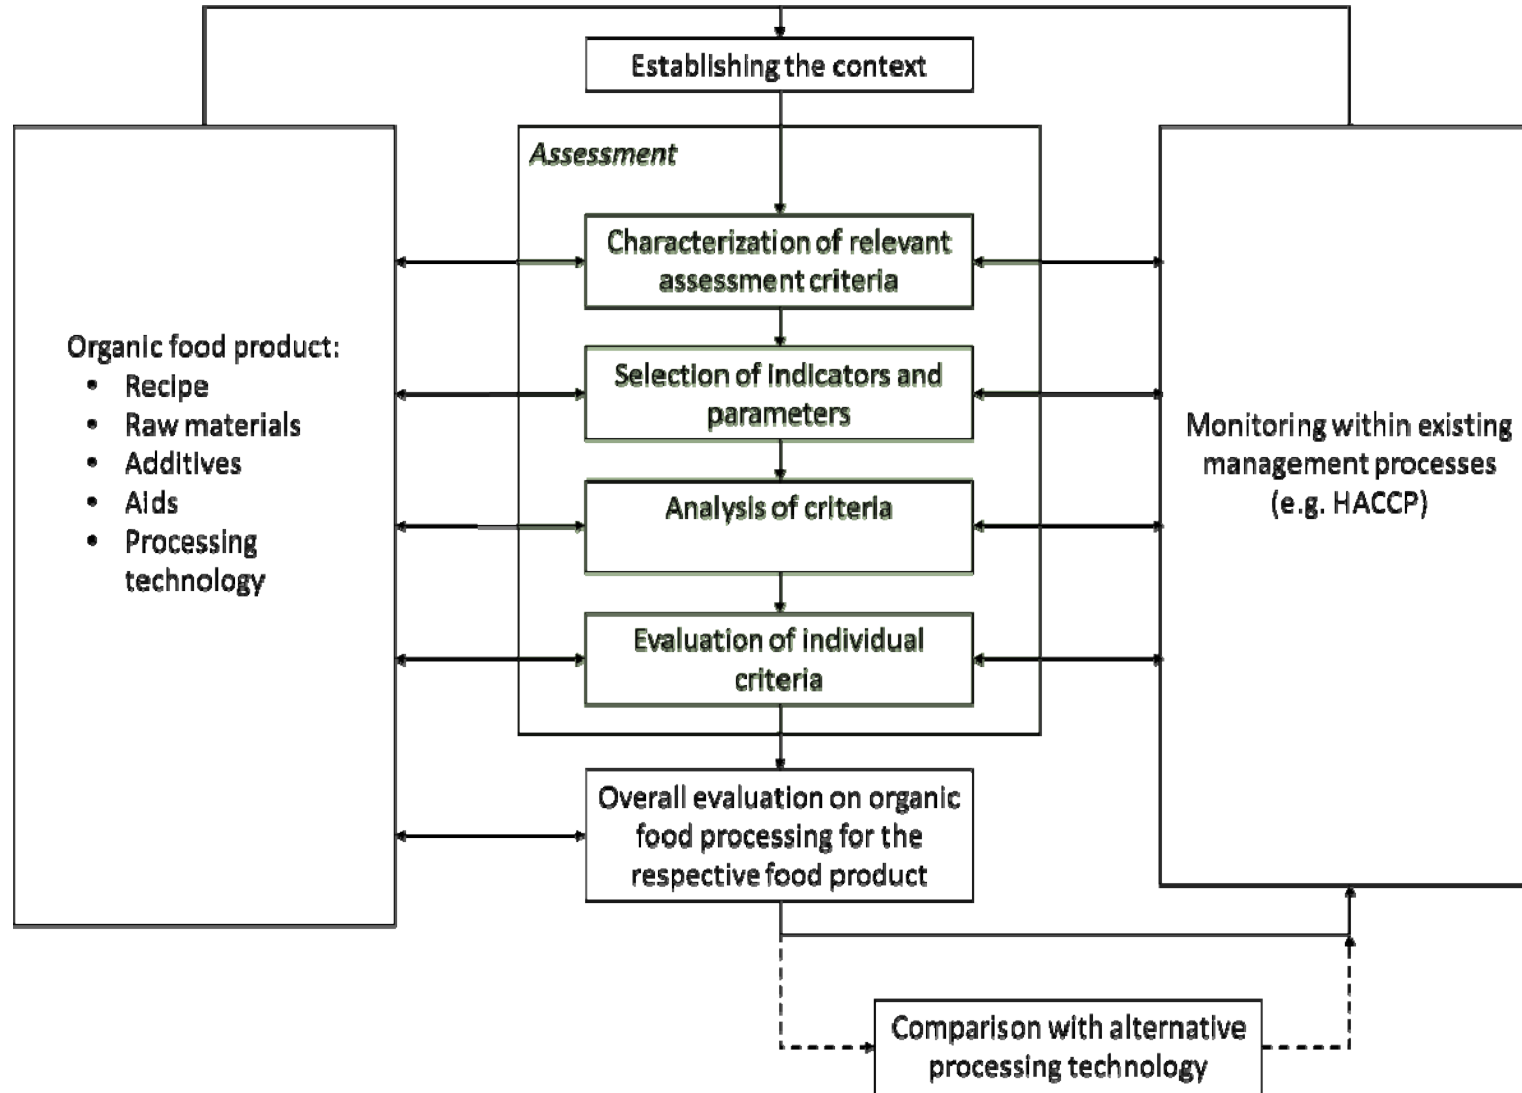 Establishing the context
Assessment
Characterization of relevant
assessment criteria
Organic food product:
• Recipe
• Raw materials
• Additives
• Aids
• Processing
technology
Selection of indicators and
parameters
Analysis of criteria
Evaluation of individual
criteria
Overall evaluation on organic
food processing for the
respective food product
Monitoring within existing
management processes
(e.g. HACCP)
Comparison with alternative
processing technology